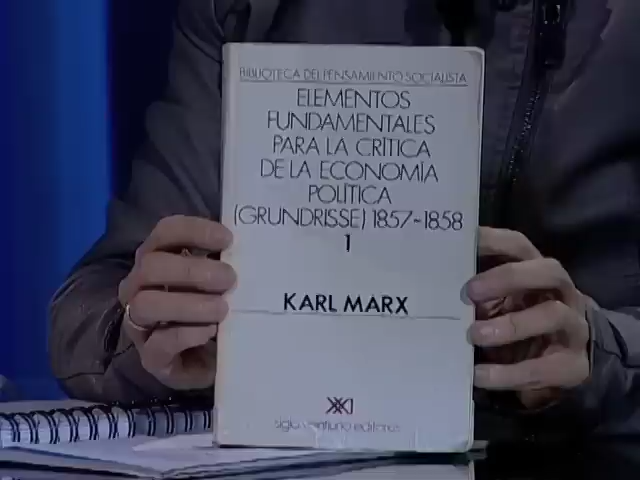 BIBLIOTECA DEL PENSAMIENTO SOCIALISTA
ELEMENTOS
FUNDAMENTALES
PARA LA CRÍTICA
DE LA ECONOMÍA
POLÍTICA
(GRUNDRISSE) 1857~1858
1
KARL MARX
XXI
siglo veintiuno editores